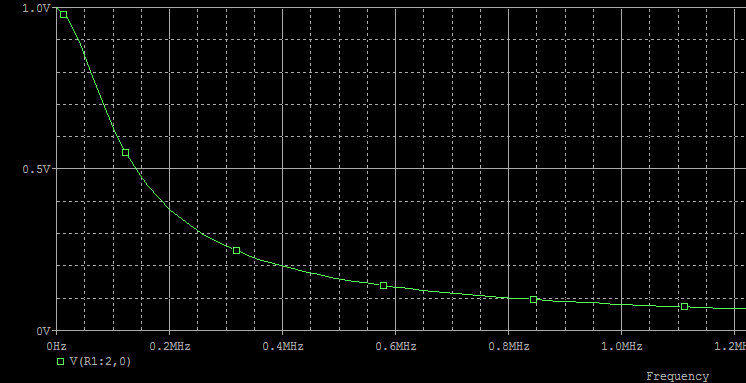 1.0V
0.5V
0V
0Hz 0.2MHz 0.4MHz 0.6MHz 0.8MHz 1.0MHz 1.2MH
V(R1:2,0)
Frequency